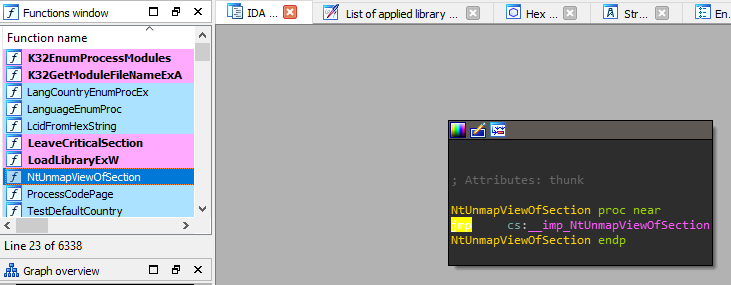 Functions window
IDA ...
List of applied library ...
Hex ...
Str...
En.
Function name
K32EnumProcessModules
K32GetModuleFileNameExA
LangCountryEnumProcEx
LanguageEnumProc
LcidFromHexString
LeaveCriticalSection
LoadLibraryExW
NtUnmapViewOfSection
ProcessCodePage
TestDefaultCountry
Line 23 of 6338
Graph overview
; Attributes: thunk
NtUnmapViewOfSection proc near
jmp cs:__imp_NtUnmapViewOfSection
NtUnmapViewOfSection endp